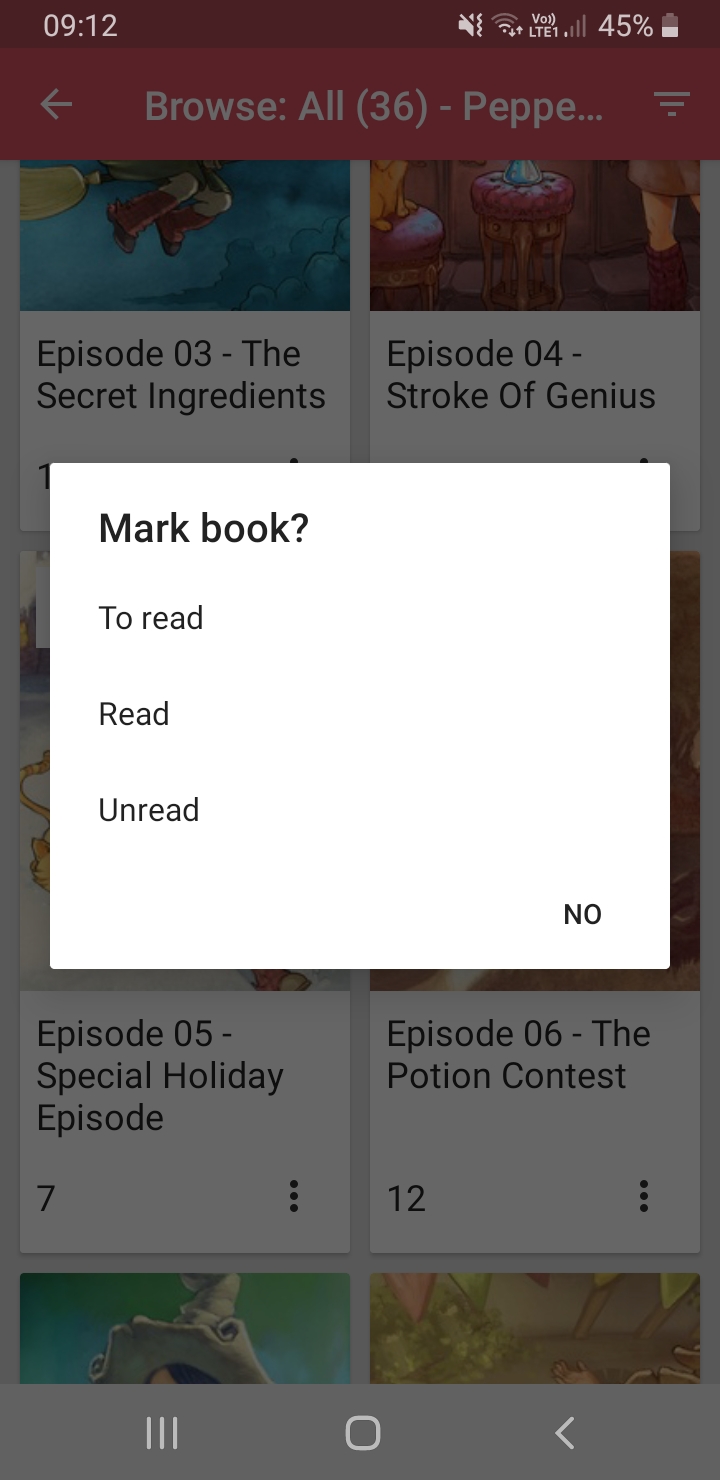 09:12
Vo)) LTE1 45%
Browse: All (36) - Peppe...
Episode 03 - The
Secret Ingredients
Episode 04 -
Stroke Of Genius
Mark book?
To read
Read
Unread
NO
Episode 05 -
Special Holiday
Episode
7
Episode 06 - The
Potion Contest
12